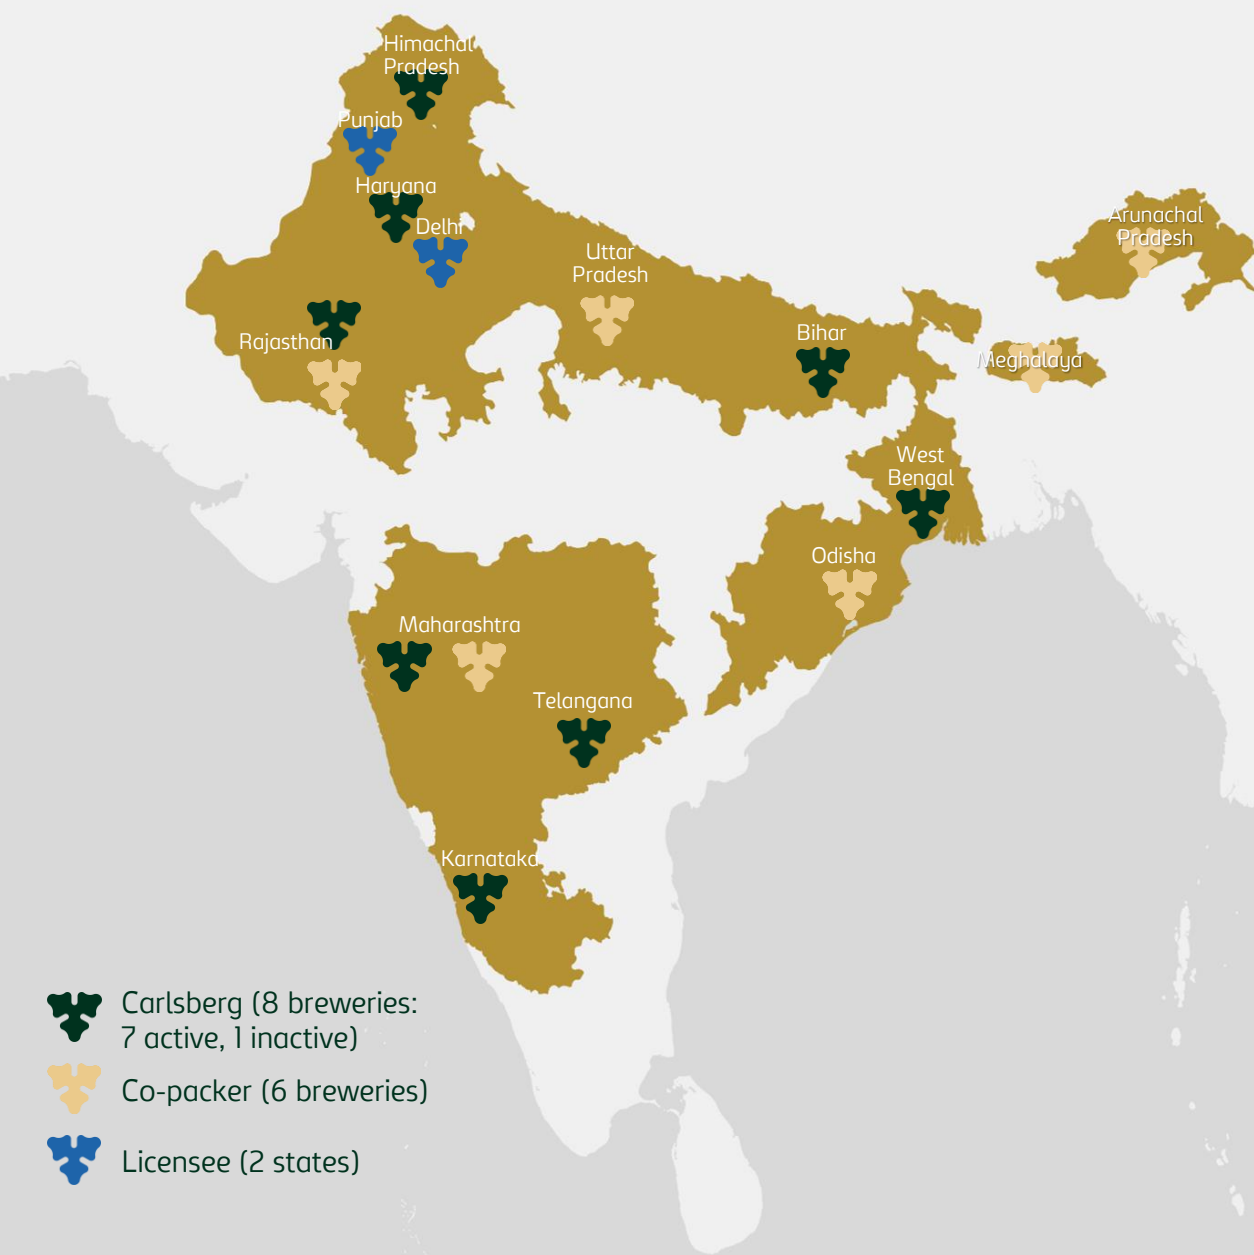 Himachal
Pradesh
Punjab
Haryana
Delhi
Uttar
Pradesh
Arunachal
Pradesh
Rajasthan
Bihar
Meghalaya
West
Bengal
Odisha
Maharashtra
Telangana
Karnataka
Carlsberg (8 breweries:
7 active, 1 inactive)
Co-packer (6 breweries)
Licensee (2 states)